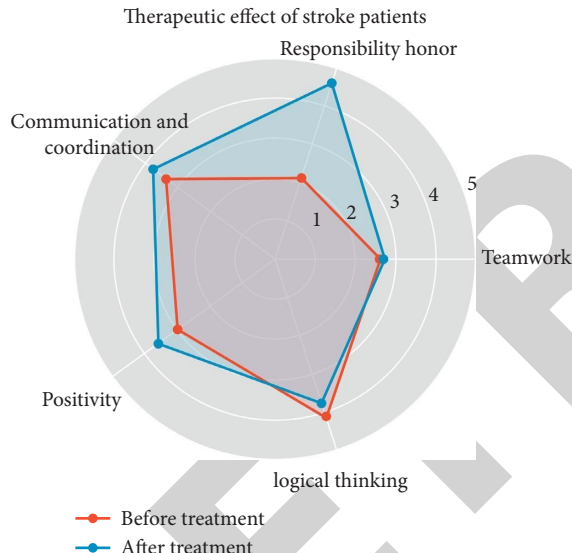 Therapeutic effect of stroke patients
Responsibility honor
Communication and
coordination
5
4
3
2
1
Teamwork
Positivity
logical thinking
Before treatment
After treatment